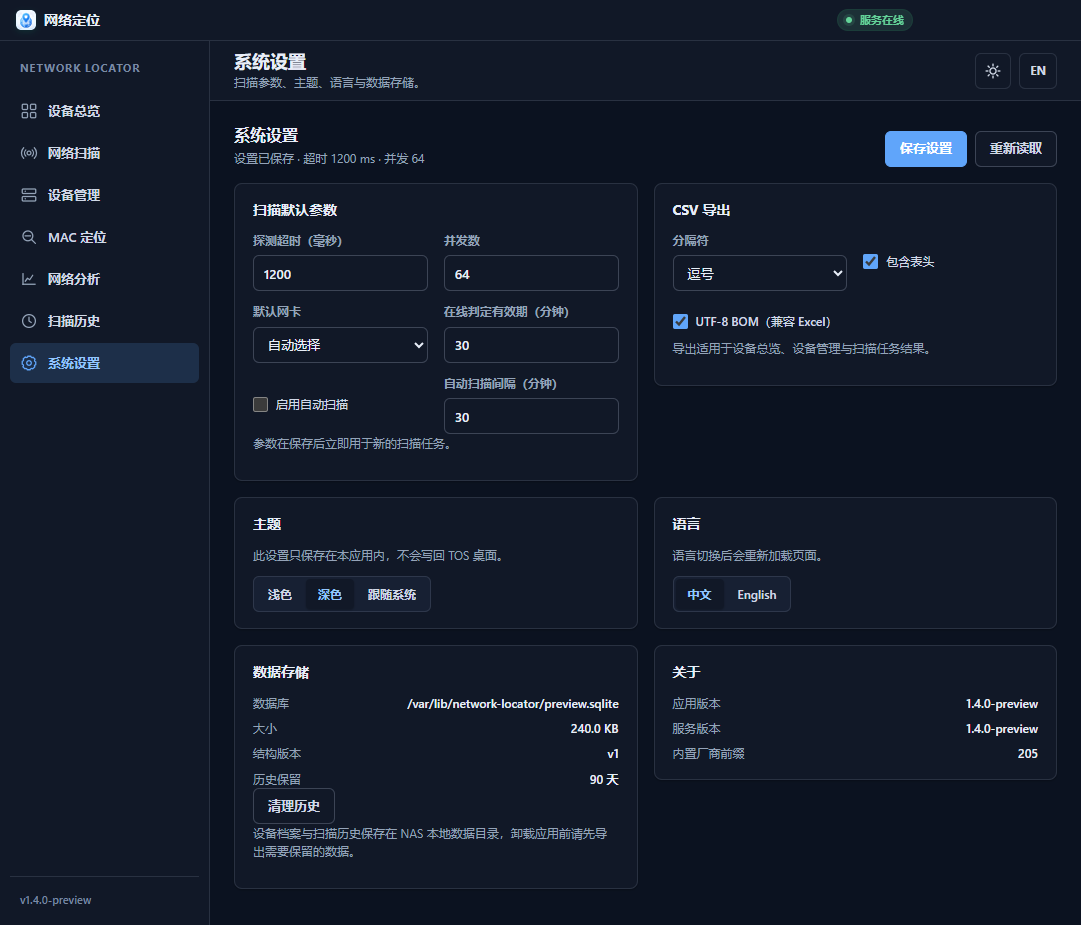 网络定位
服务在线
NETWORK LOCATOR
设备总览
网络扫描
设备管理
MAC 定位
网络分析
扫描历史
系统设置
v1.4.0-preview
系统设置
扫描参数、主题、语言与数据存储。
EN
系统设置
设置已保存 · 超时 1200 ms · 并发 64
保存设置
重新读取
扫描默认参数
探测超时（毫秒）
并发数
1200
64
默认网卡
在线判定有效期（分钟）
自动选择
30
自动扫描间隔（分钟）
启用自动扫描
30
参数在保存后立即用于新的扫描任务。
CSV 导出
分隔符
逗号
包含表头
UTF-8 BOM（兼容 Excel）
导出适用于设备总览、设备管理与扫描任务结果。
主题
此设置只保存在本应用内，不会写回 TOS 桌面。
浅色
深色
跟随系统
语言
语言切换后会重新加载页面。
中文
English
数据存储
数据库
/var/lib/network-locator/preview.sqlite
大小
240.0 KB
结构版本
v1
历史保留
90 天
清理历史
设备档案与扫描历史保存在 NAS 本地数据目录，卸载应用前请先导
出需要保留的数据。
关于
应用版本
1.4.0-preview
服务版本
1.4.0-preview
内置厂商前缀
205